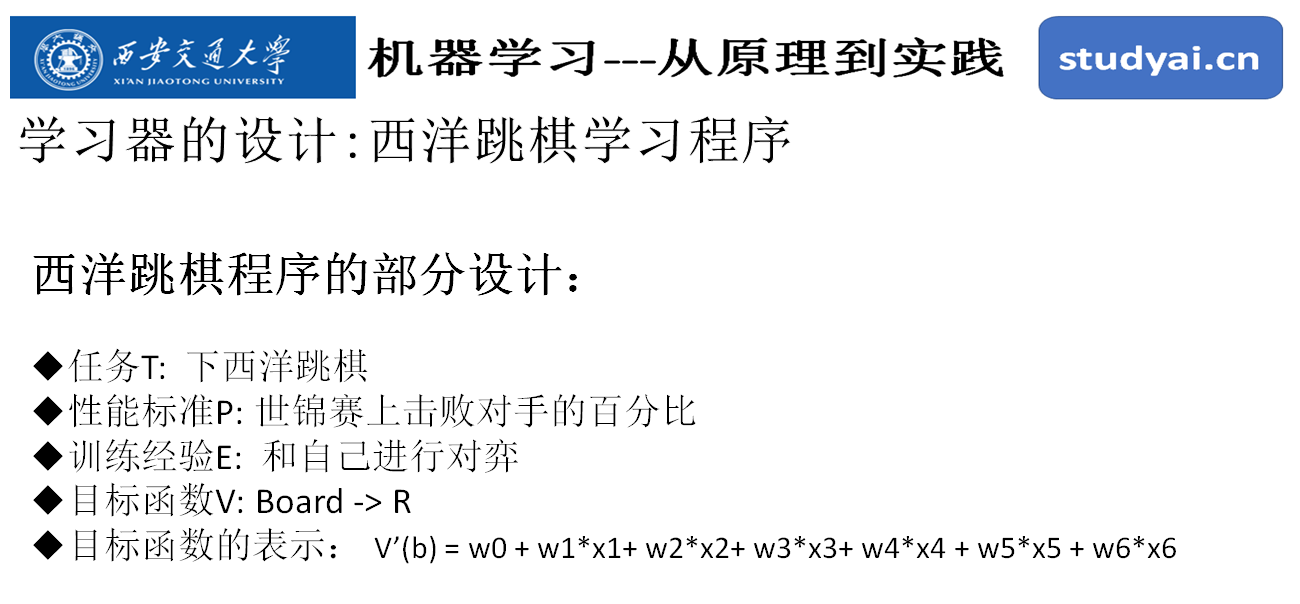 西安交通大学
XI'AN JIAOTONG UNIVERSITY
机器学习---从原理到实践
studyai.cn
学习器的设计:西洋跳棋学习程序
西洋跳棋程序的部分设计：
◆任务T: 下西洋跳棋
◆性能标准P: 世锦赛上击败对手的百分比
◆训练经验E: 和自己进行对弈
◆目标函数V: Board -> R
◆目标函数的表示： V’(b) = w0 + w1*x1+ w2*x2+ w3*x3+ w4*x4 + w5*x5 + w6*x6